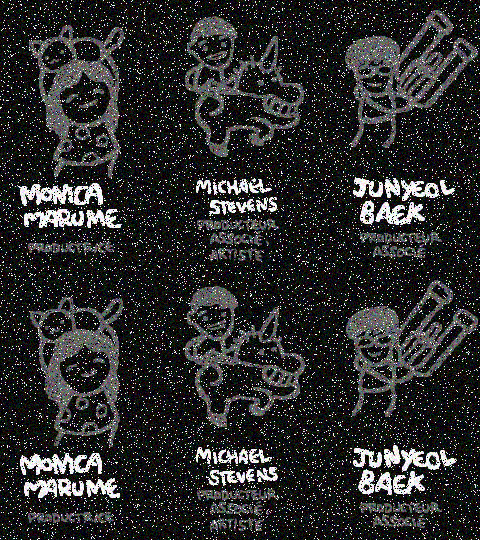 MONICA MARUME
PRODUCTRICE
MICHAEL STEVENS
PRODUCTEUR
ASSOCIÉ
ARTISTE
JUNYEOL BAEK
PRODUCTEUR
ASSOCIÉ
MONICA MARUME
PRODUCTRICE
MICHAEL STEVENS
PRODUCTEUR
ASSOCIÉ
ARTISTE
JUNYEOL BAEK
PRODUCTEUR
ASSOCIÉ